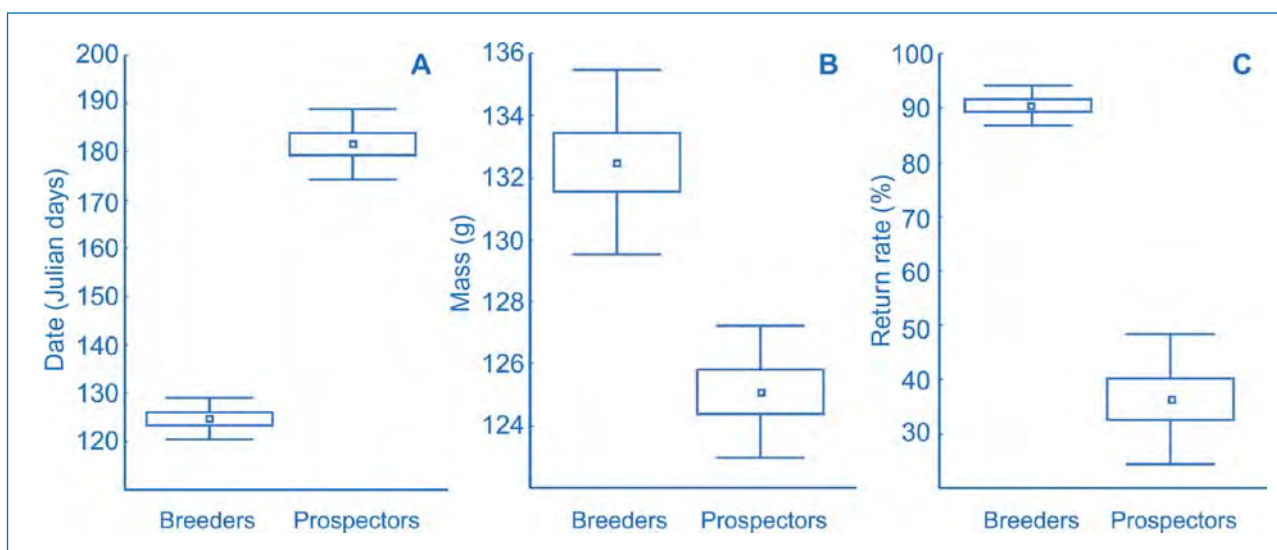 A
Date (Julian days)
200
190
180
170
160
150
140
130
120
Breeders Prospectors
B
Mass (g)
136
134
132
130
128
126
124
Breeders Prospectors
C
Return rate (%)
100
90
80
70
60
50
40
30
Breeders Prospectors